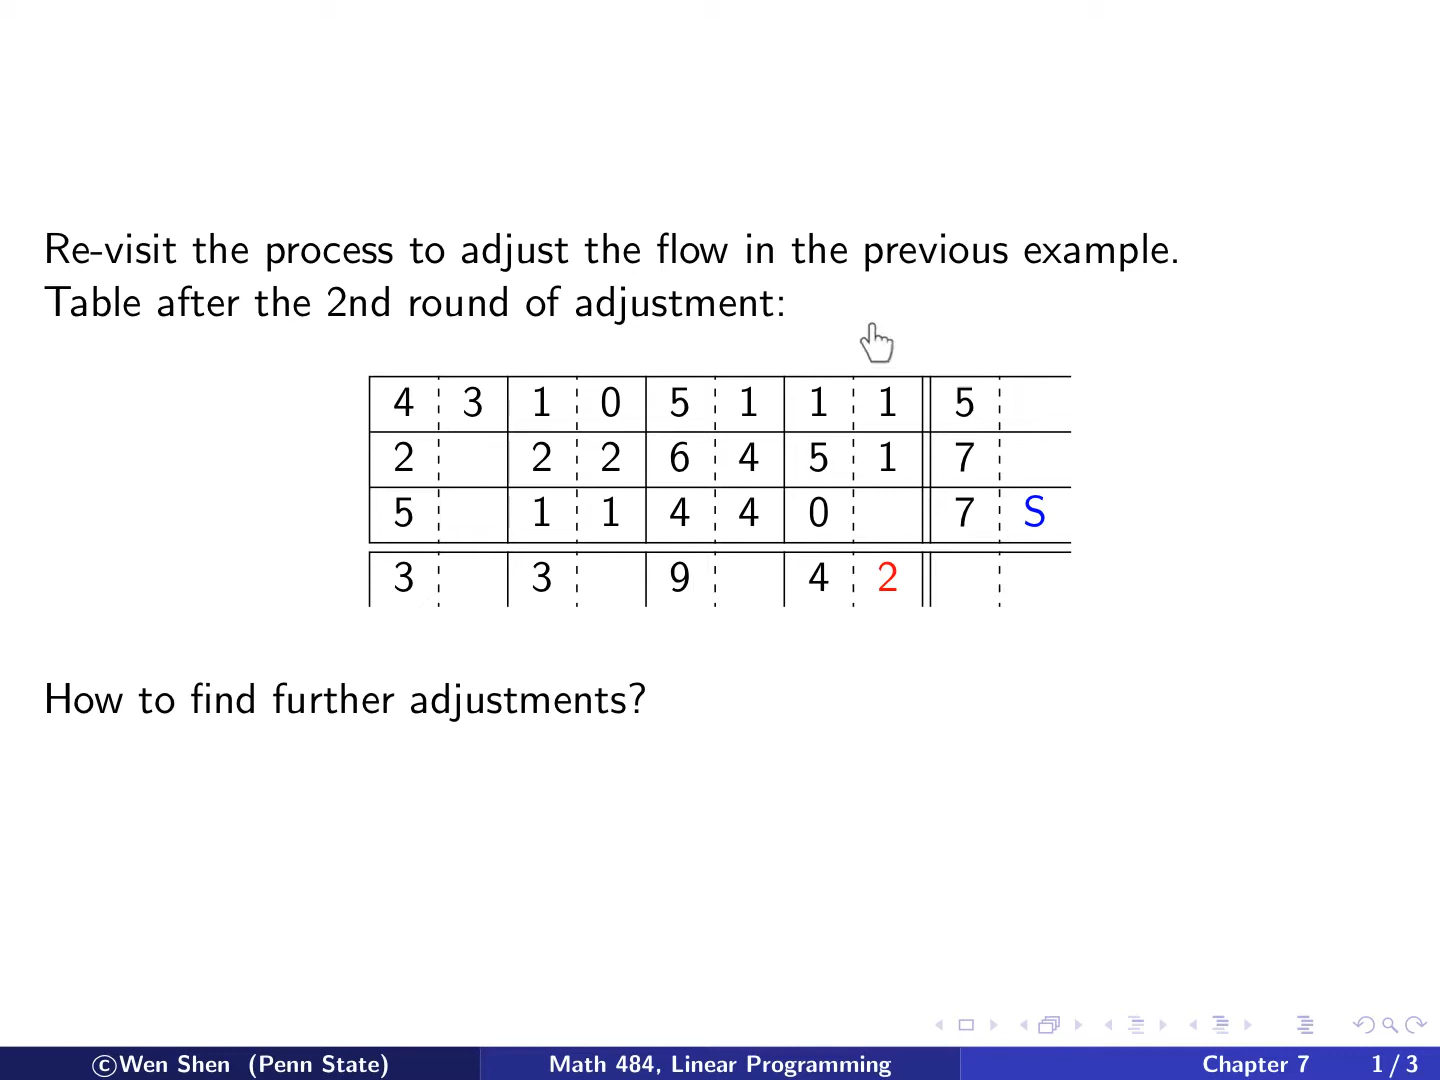 Re-visit the process to adjust the flow in the previous example.
Table after the 2nd round of adjustment:
4 3 1 0 5 1 1 1 5
2 2 2 6 4 5 1 7
5 1 1 4 4 0 7 S
3 3 9 4 2
How to find further adjustments?
©Wen Shen (Penn State) Math 484, Linear Programming Chapter 7 1 / 3